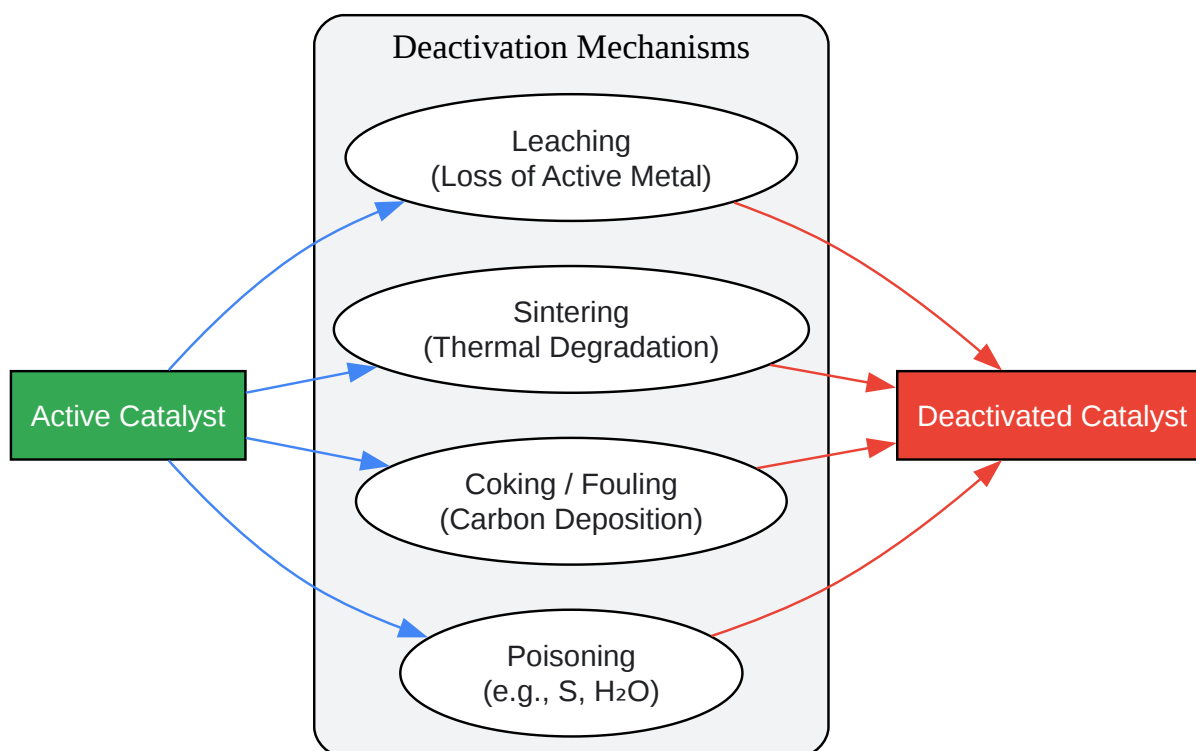 Deactivation Mechanisms
Leaching
(Loss of Active Metal)
Sintering
(Thermal Degradation)
Active Catalyst
Deactivated Catalyst
Coking / Fouling
(Carbon Deposition)
Poisoning
(e.g., S, H₂O)